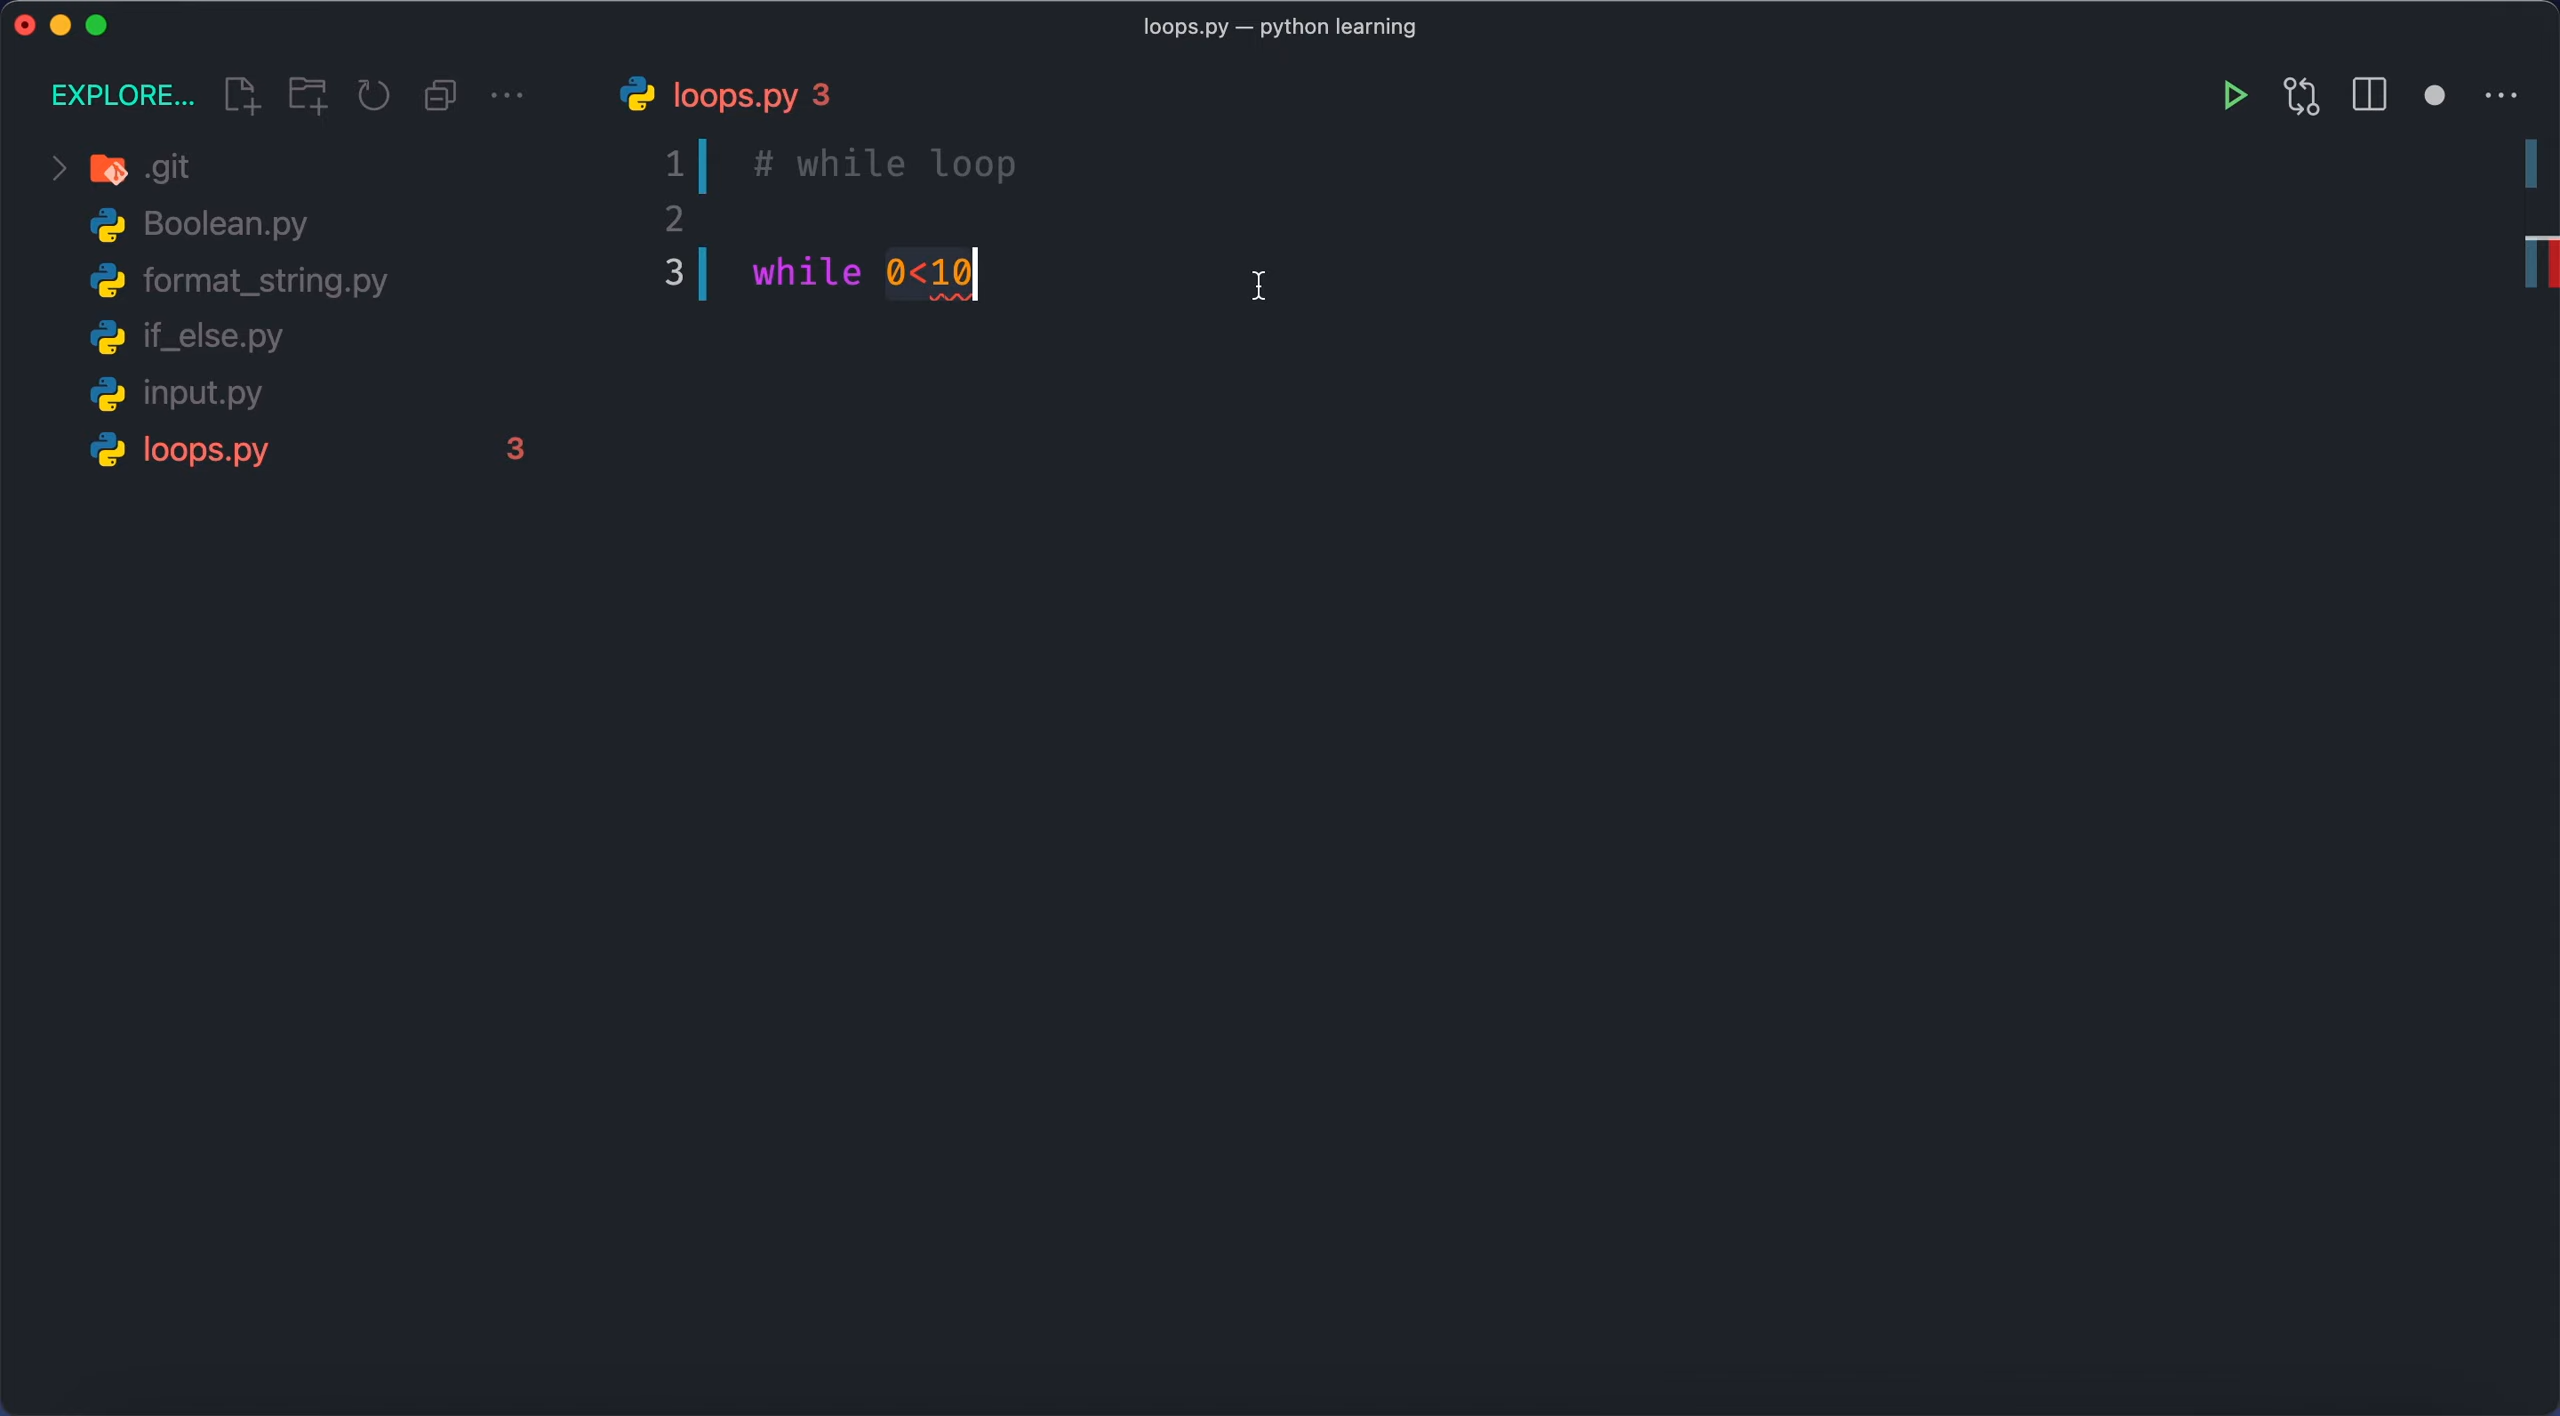 loops.py — python learning
EXPLORE...
loops.py 3
.git
Boolean.py
format_string.py
if_else.py
input.py
loops.py 3
1 # while loop
2
3 while 0<10